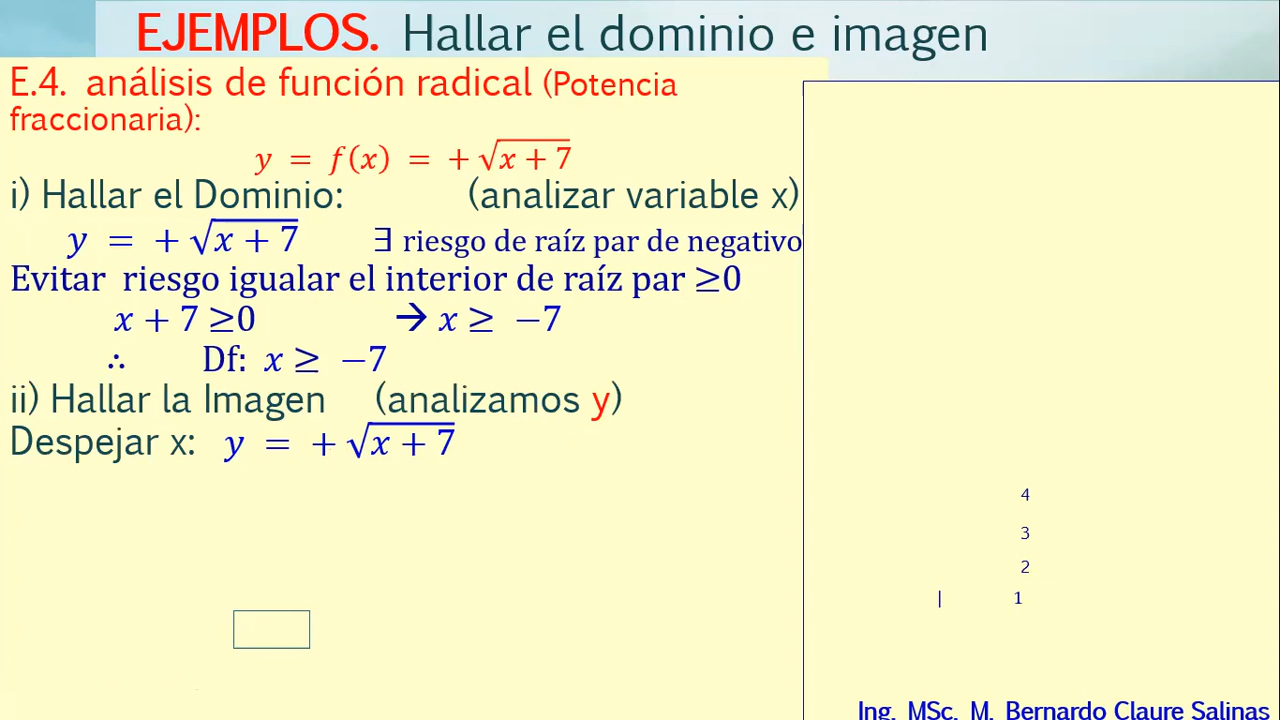 EJEMPLOS. Hallar el dominio e imagen
E.4. análisis de función radical (Potencia
fraccionaria):
y = f(x) = +√(x + 7)
i) Hallar el Dominio: (analizar variable x)
y = +√(x + 7) ∃ riesgo de raíz par de negativo
Evitar riesgo igualar el interior de raíz par ≥0
x + 7 ≥0 → x ≥ −7
∴ Df: x ≥ −7
ii) Hallar la Imagen (analizamos y)
Despejar x: y = +√(x + 7)
4
3
2
| 1
Ing. MSc. M. Bernardo Claure Salinas